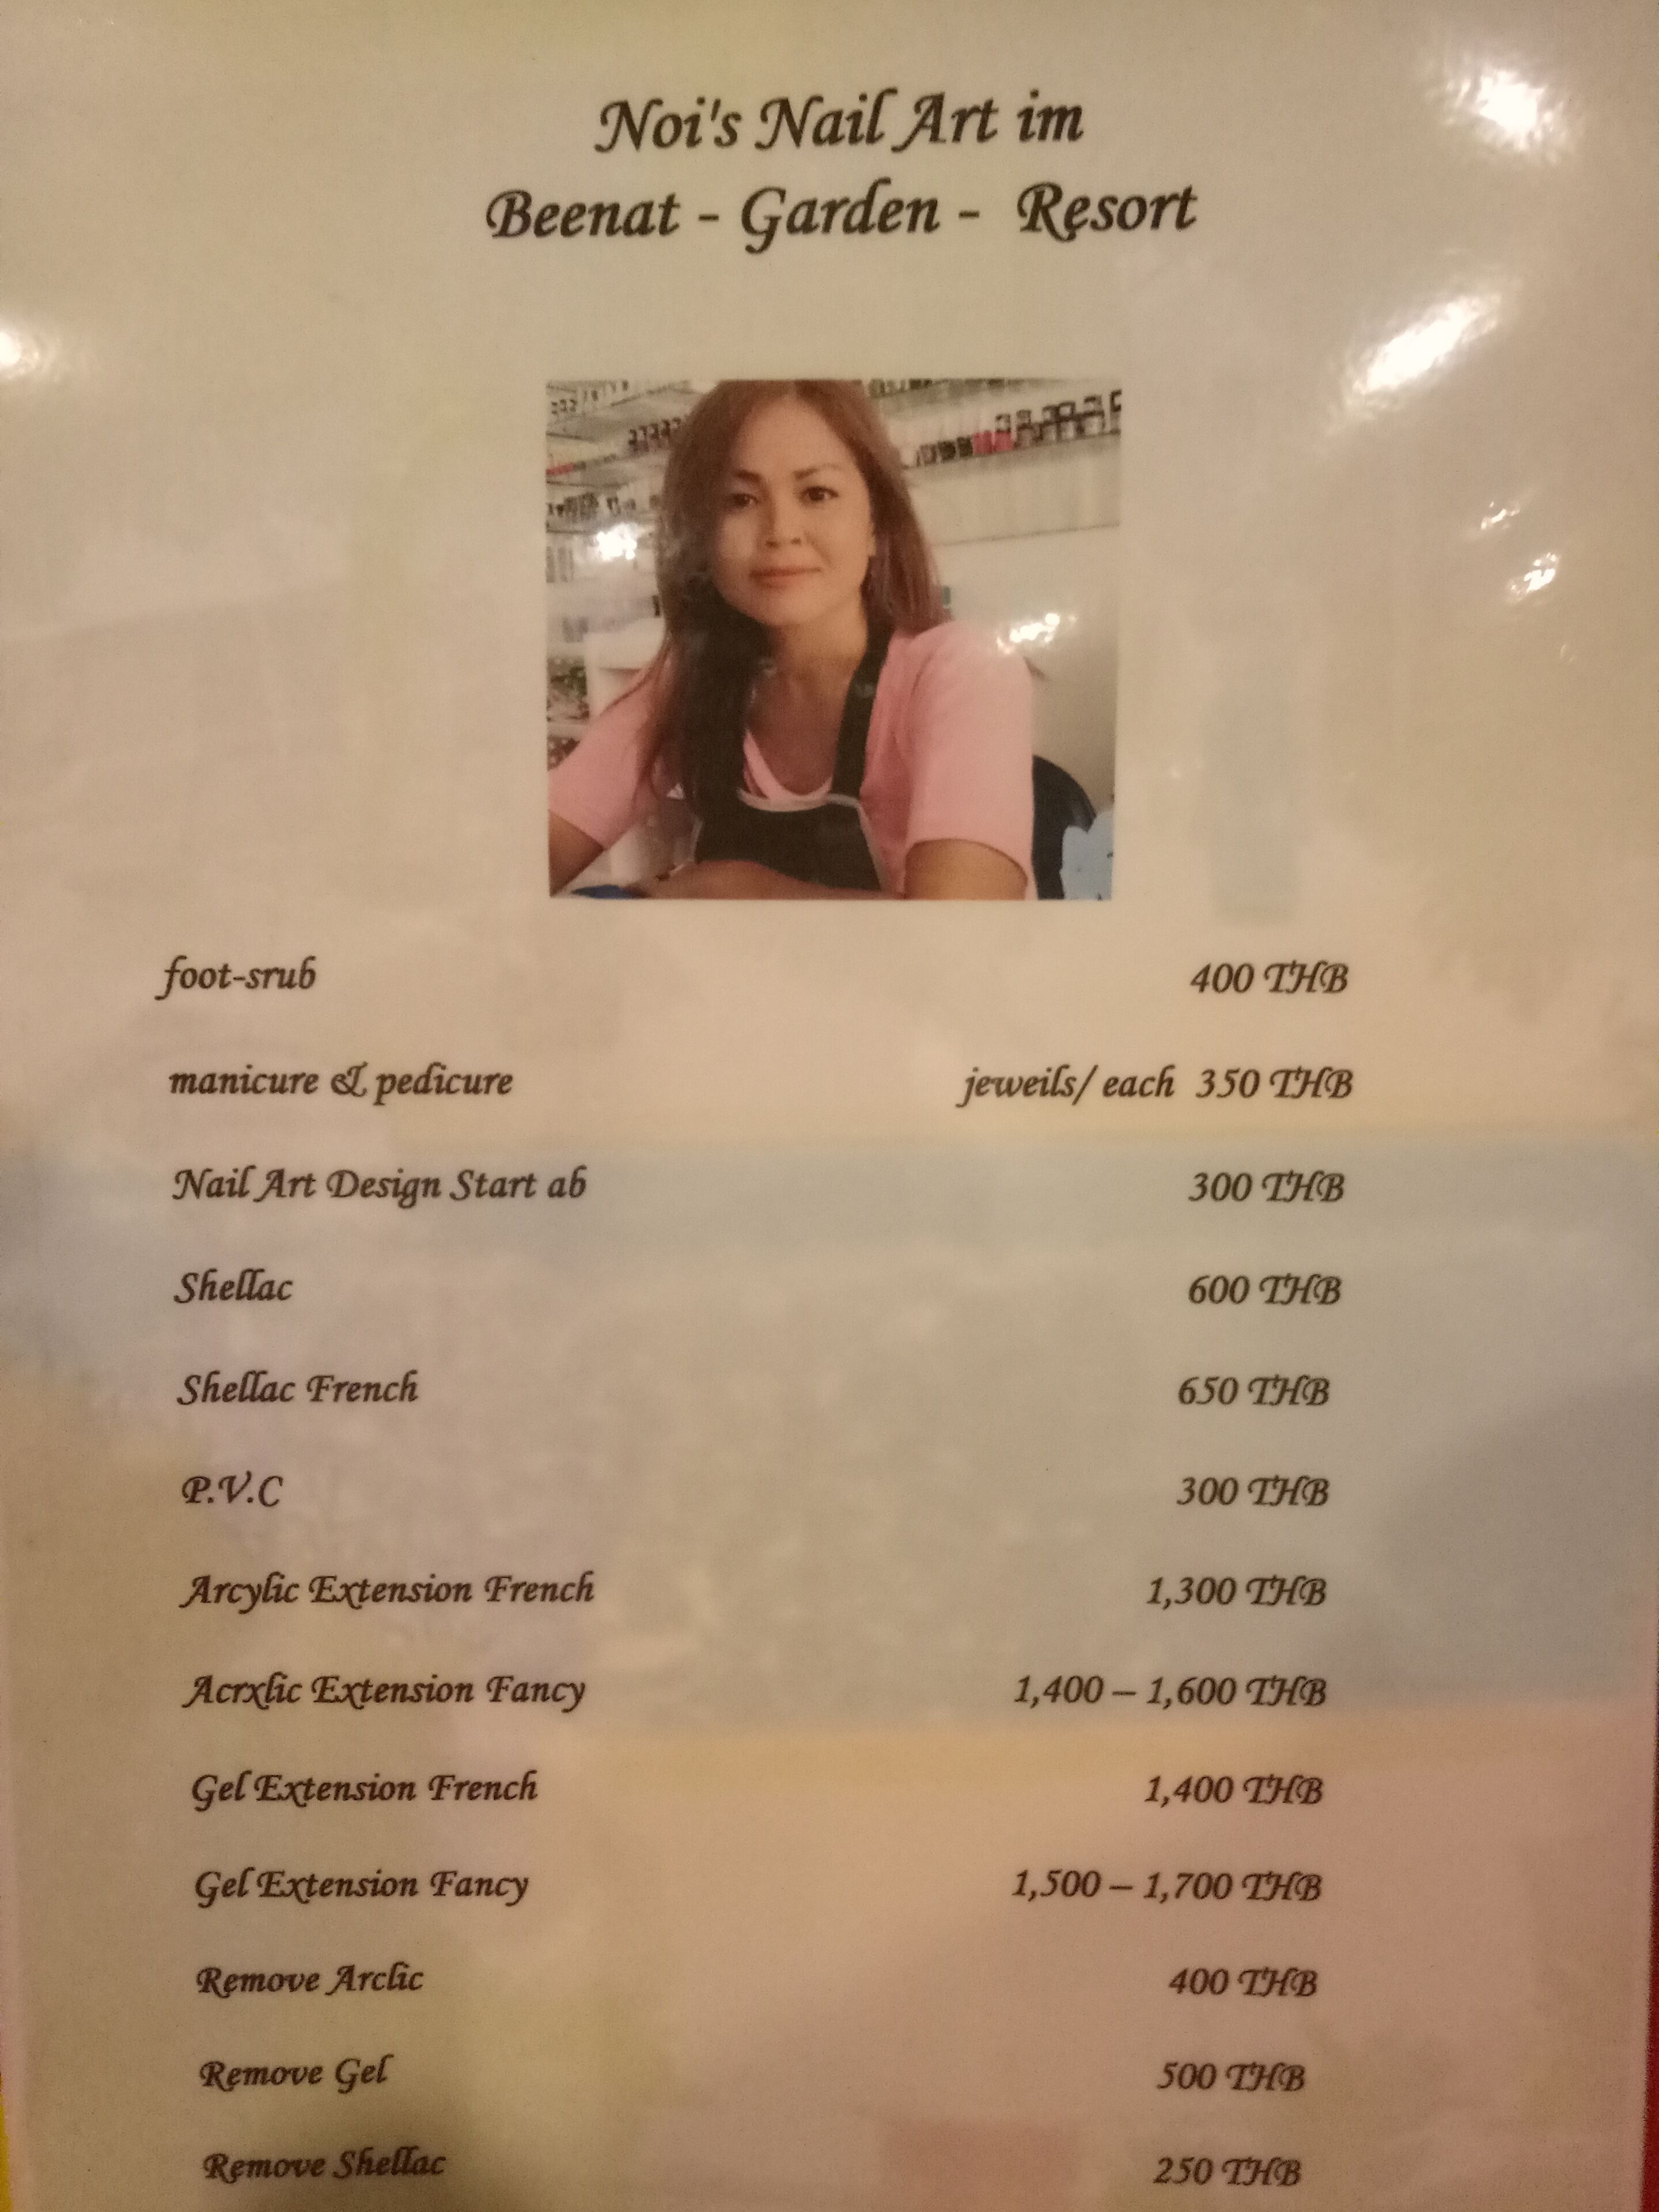 Noi's Nail Art im
Beenat - Garden - Resort
foot-srub 400 THB
manicure & pedicure jeweils/ each 350 THB
Nail Art Design Start ab 300 THB
Shellac 600 THB
Shellac French 650 THB
P.V.C 300 THB
Arcylic Extension French 1,300 THB
Acrxlic Extension Fancy 1,400 – 1,600 THB
Gel Extension French 1,400 THB
Gel Extension Fancy 1,500 – 1,700 THB
Remove Arclic 400 THB
Remove Gel 500 THB
Remove Shellac 250 THB